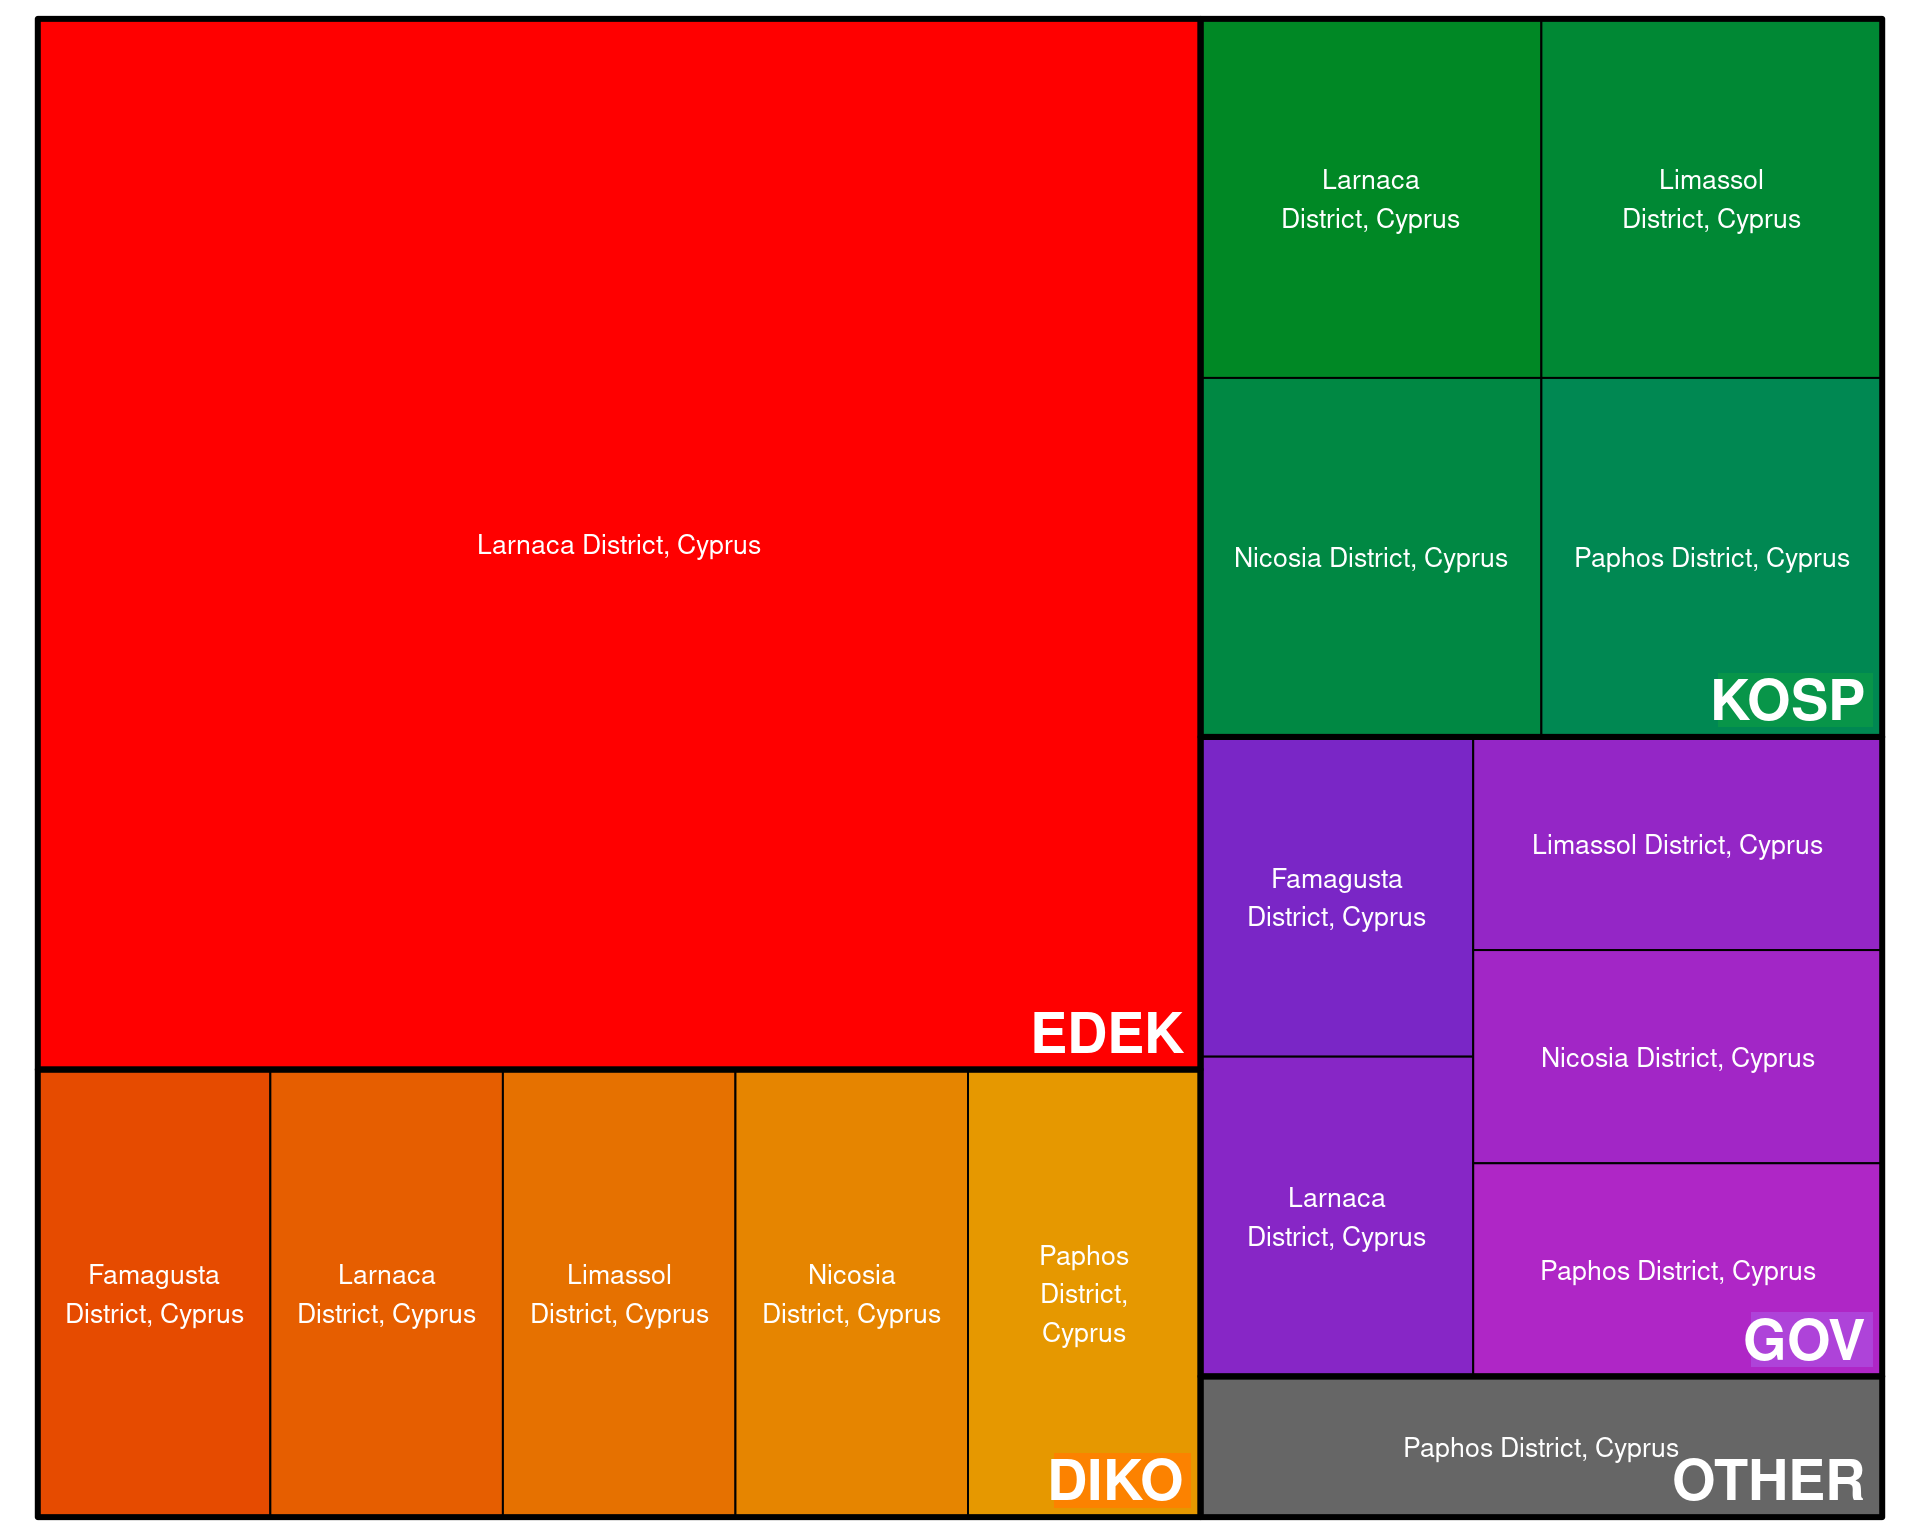 Larnaca District, Cyprus
EDEK
Famagusta
District, Cyprus
Larnaca
District, Cyprus
Limassol
District, Cyprus
Nicosia
District, Cyprus
Paphos
District,
Cyprus
DIKO
Larnaca
District, Cyprus
Limassol
District, Cyprus
Nicosia District, Cyprus
Paphos District, Cyprus
KOSP
Famagusta
District, Cyprus
Larnaca
District, Cyprus
Limassol District, Cyprus
Nicosia District, Cyprus
Paphos District, Cyprus
GOV
Paphos District, Cyprus
OTHER